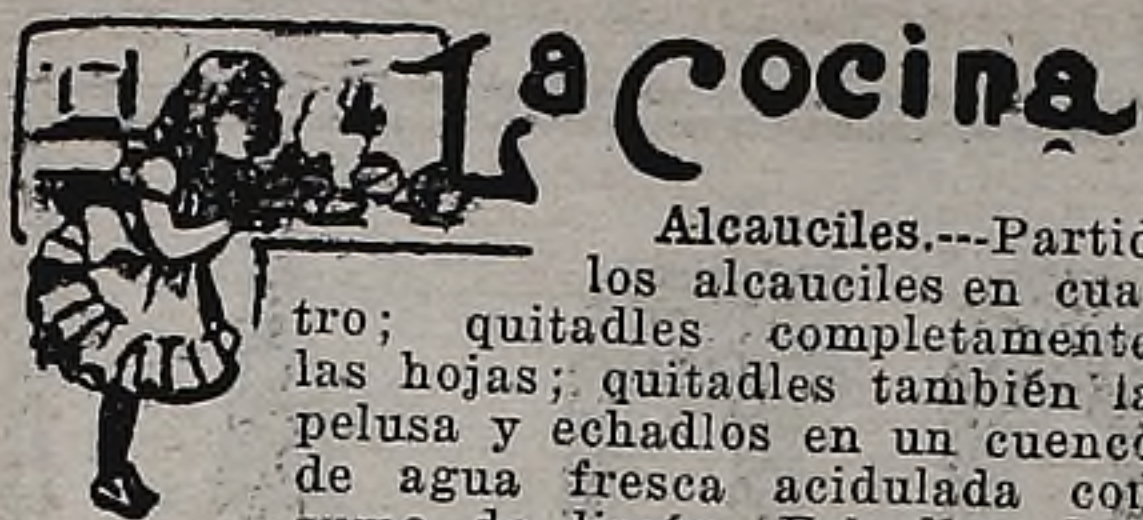 La Cocina
Alcauciles.---Partid
los alcauciles en cua
tro; quitadles completamente
las hojas; quitadles también la
pelusa y echadlos en un cuenco
de agua fresca acidulada con